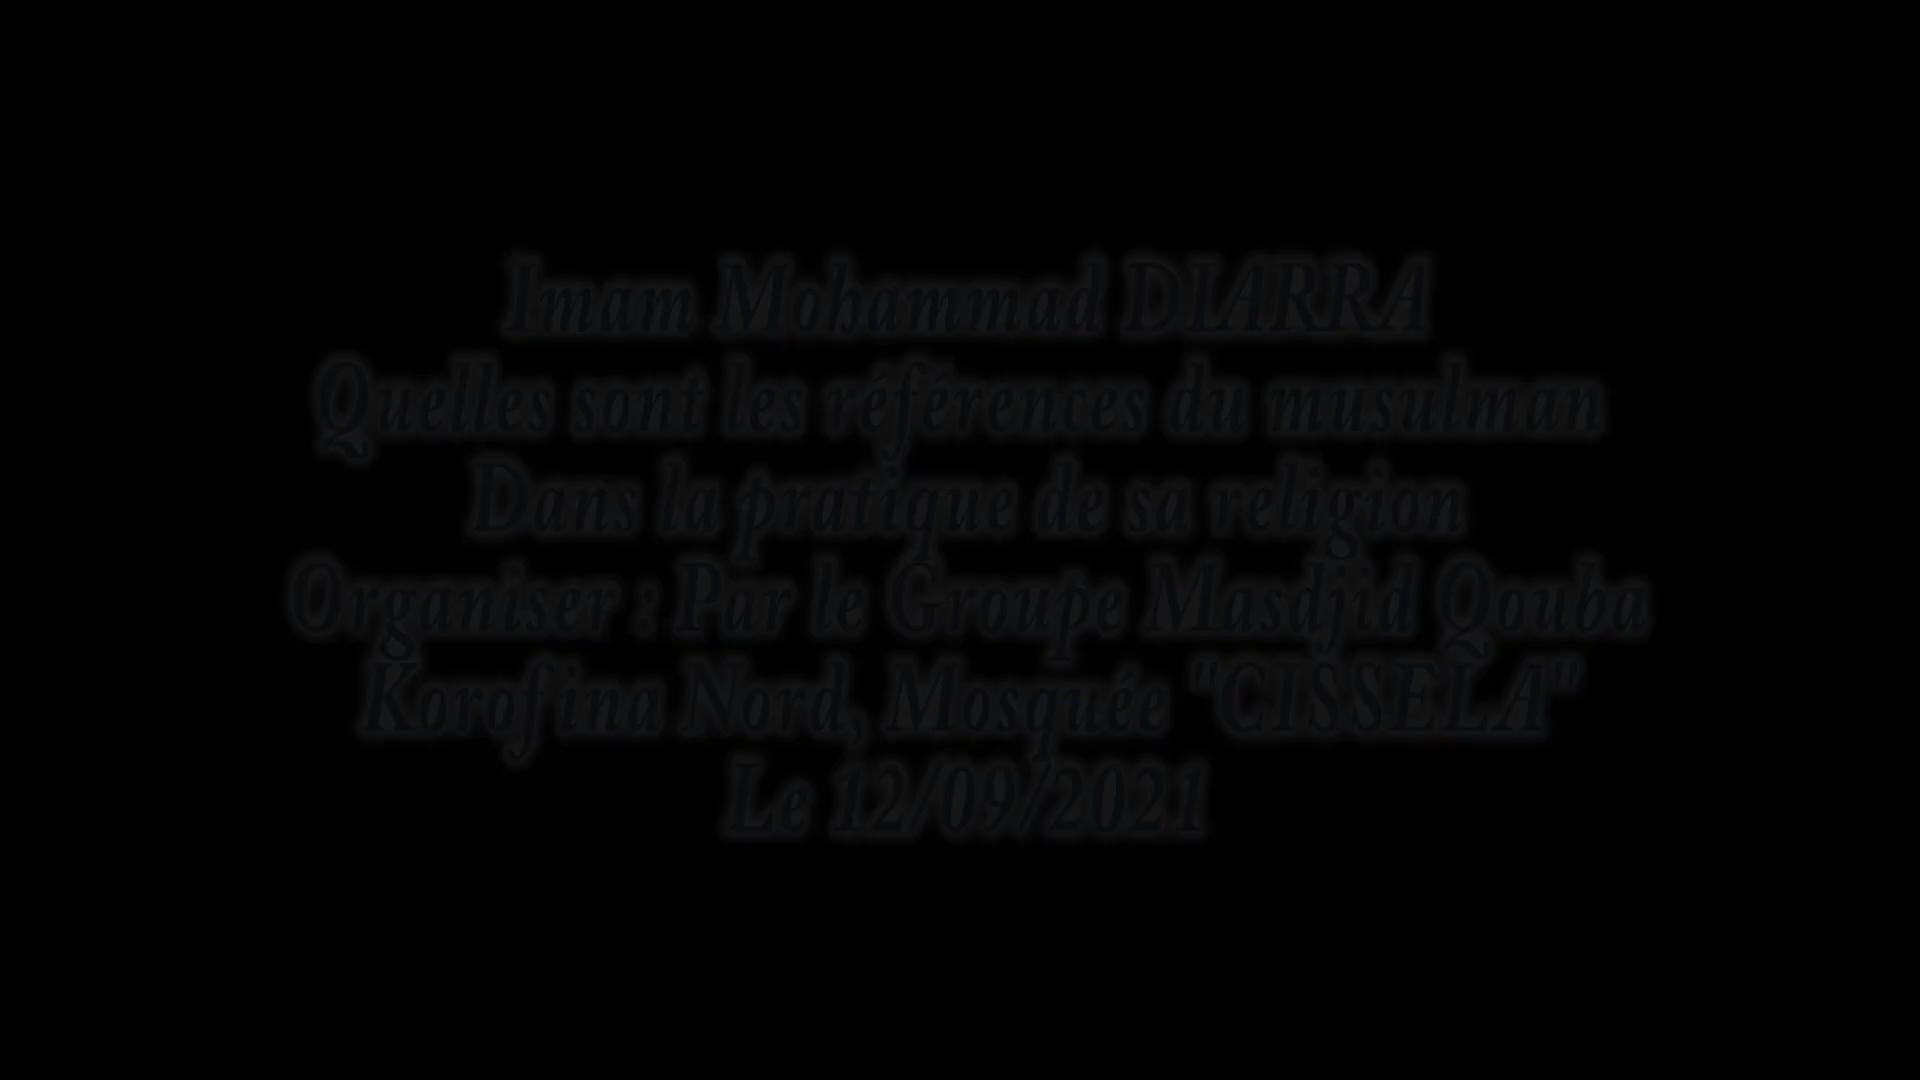 Imam Mohammad DIARRA
Quelles sont les références du musulman
Dans la pratique de sa religion
Organiser : Par le Groupe Masdjid Qouba
Korofina Nord, Mosquée "CISSELA"
Le 12/09/2021